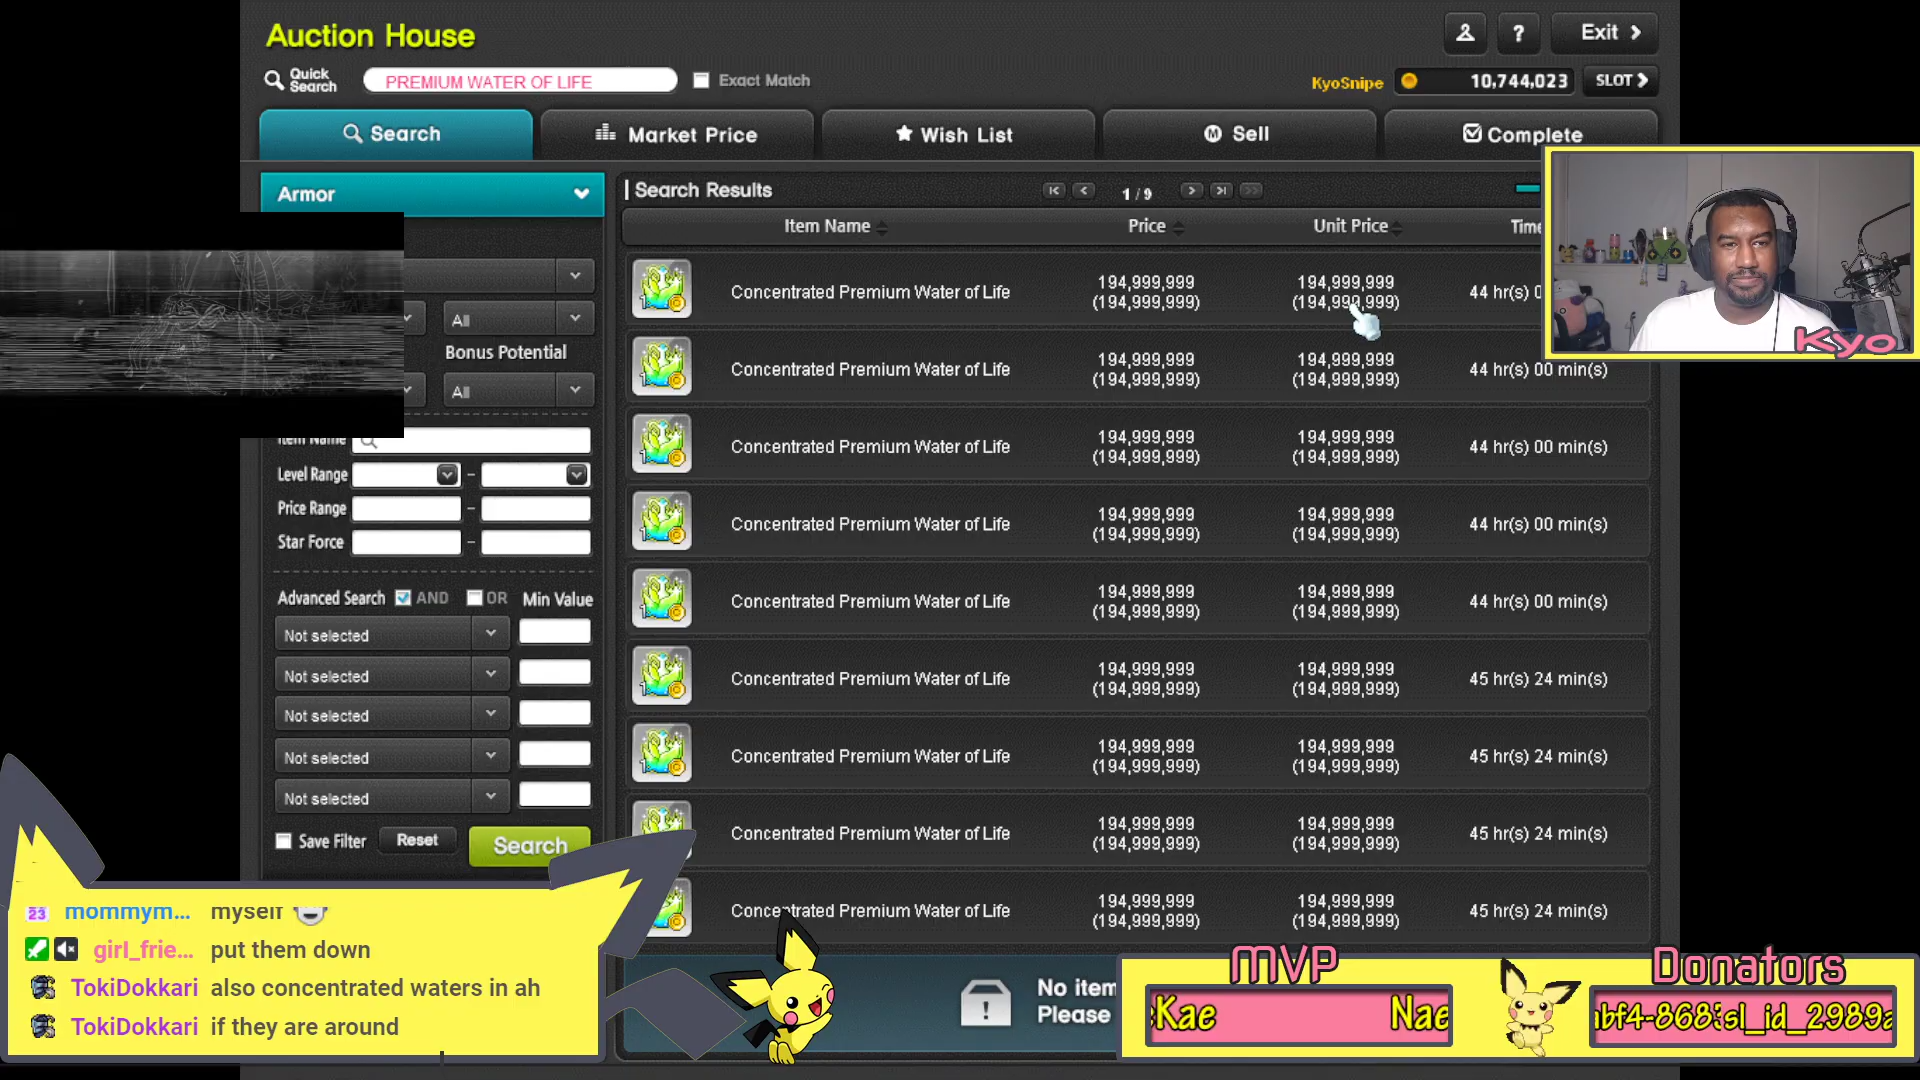 Auction House
? Exit
Quick Search PREMIUM WATER OF LIFE Exact Match
KyoSnipe 10,744,023 SLOT
Search Market Price Wish List Sell Complete
Armor
All
Bonus Potential
All
Item Name
Level Range –
Price Range –
Star Force –
Advanced Search AND OR Min Value
Not selected
Not selected
Not selected
Not selected
Not selected
Save Filter Reset Search
Search Results 1 / 9
Item Name Price Unit Price Time
Concentrated Premium Water of Life 194,999,999 (194,999,999) 194,999,999 (194,999,999) 44 hr(s)
Concentrated Premium Water of Life 194,999,999 (194,999,999) 194,999,999 (194,999,999) 44 hr(s) 00 min(s)
Concentrated Premium Water of Life 194,999,999 (194,999,999) 194,999,999 (194,999,999) 44 hr(s) 00 min(s)
Concentrated Premium Water of Life 194,999,999 (194,999,999) 194,999,999 (194,999,999) 44 hr(s) 00 min(s)
Concentrated Premium Water of Life 194,999,999 (194,999,999) 194,999,999 (194,999,999) 44 hr(s) 00 min(s)
Concentrated Premium Water of Life 194,999,999 (194,999,999) 194,999,999 (194,999,999) 45 hr(s) 24 min(s)
Concentrated Premium Water of Life 194,999,999 (194,999,999) 194,999,999 (194,999,999) 45 hr(s) 24 min(s)
Concentrated Premium Water of Life 194,999,999 (194,999,999) 194,999,999 (194,999,999) 45 hr(s) 24 min(s)
Concentrated Premium Water of Life 194,999,999 (194,999,999) 194,999,999 (194,999,999) 45 hr(s) 24 min(s)
No item
Please
Kyo
23 mommym... myself
girl_frie... put them down
TokiDokkari also concentrated waters in ah
TokiDokkari if they are around
MVP
Kae Nae
Donators
sl_id_2989